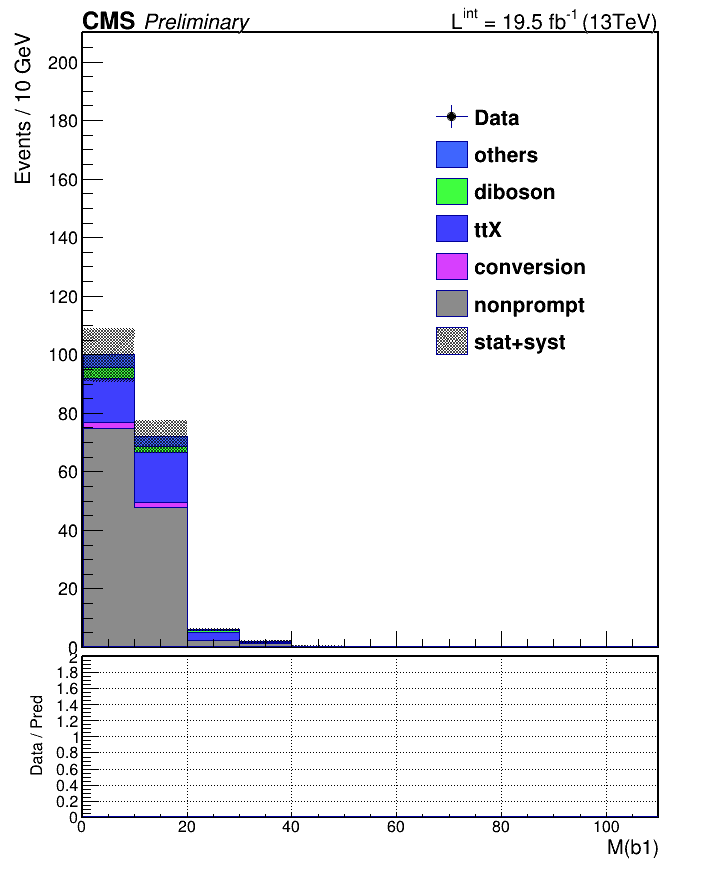 CMS Preliminary
L^int = 19.5 fb^-1 (13TeV)
Events / 10 GeV
200
180
160
140
120
100
80
60
40
20
0
Data
others
diboson
ttX
conversion
nonprompt
stat+syst
Data / Pred
2
1.8
1.6
1.4
1.2
1
0.8
0.6
0.4
0.2
0
0 20 40 60 80 100
M(b1)